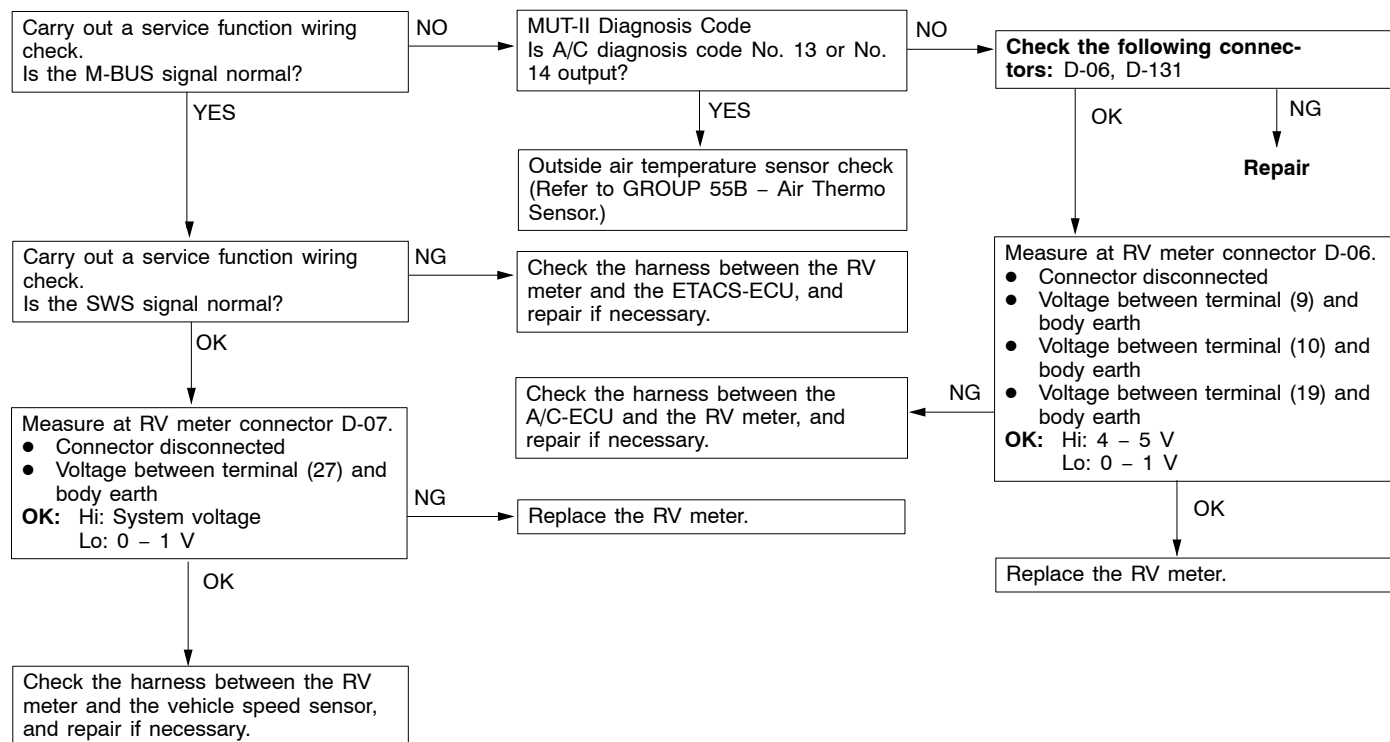 Carry out a service function wiring
check.
Is the M-BUS signal normal?
NO
MUT-II Diagnosis Code
Is A/C diagnosis code No. 13 or No.
14 output?
NO
Check the following connec-
tors: D-06, D-131
YES
YES
OK
NG
Repair
Outside air temperature sensor check
(Refer to GROUP 55B – Air Thermo
Sensor.)
Carry out a service function wiring
check.
Is the SWS signal normal?
NG
Check the harness between the RV
meter and the ETACS-ECU, and
repair if necessary.
Measure at RV meter connector D-06.
● Connector disconnected
● Voltage between terminal (9) and
body earth
● Voltage between terminal (10) and
body earth
● Voltage between terminal (19) and
body earth
OK: Hi: 4 – 5 V
Lo: 0 – 1 V
OK
NG
Check the harness between the
A/C-ECU and the RV meter, and
repair if necessary.
Measure at RV meter connector D-07.
● Connector disconnected
● Voltage between terminal (27) and
body earth
OK: Hi: System voltage
Lo: 0 – 1 V
NG
Replace the RV meter.
OK
Replace the RV meter.
OK
Check the harness between the RV
meter and the vehicle speed sensor,
and repair if necessary.